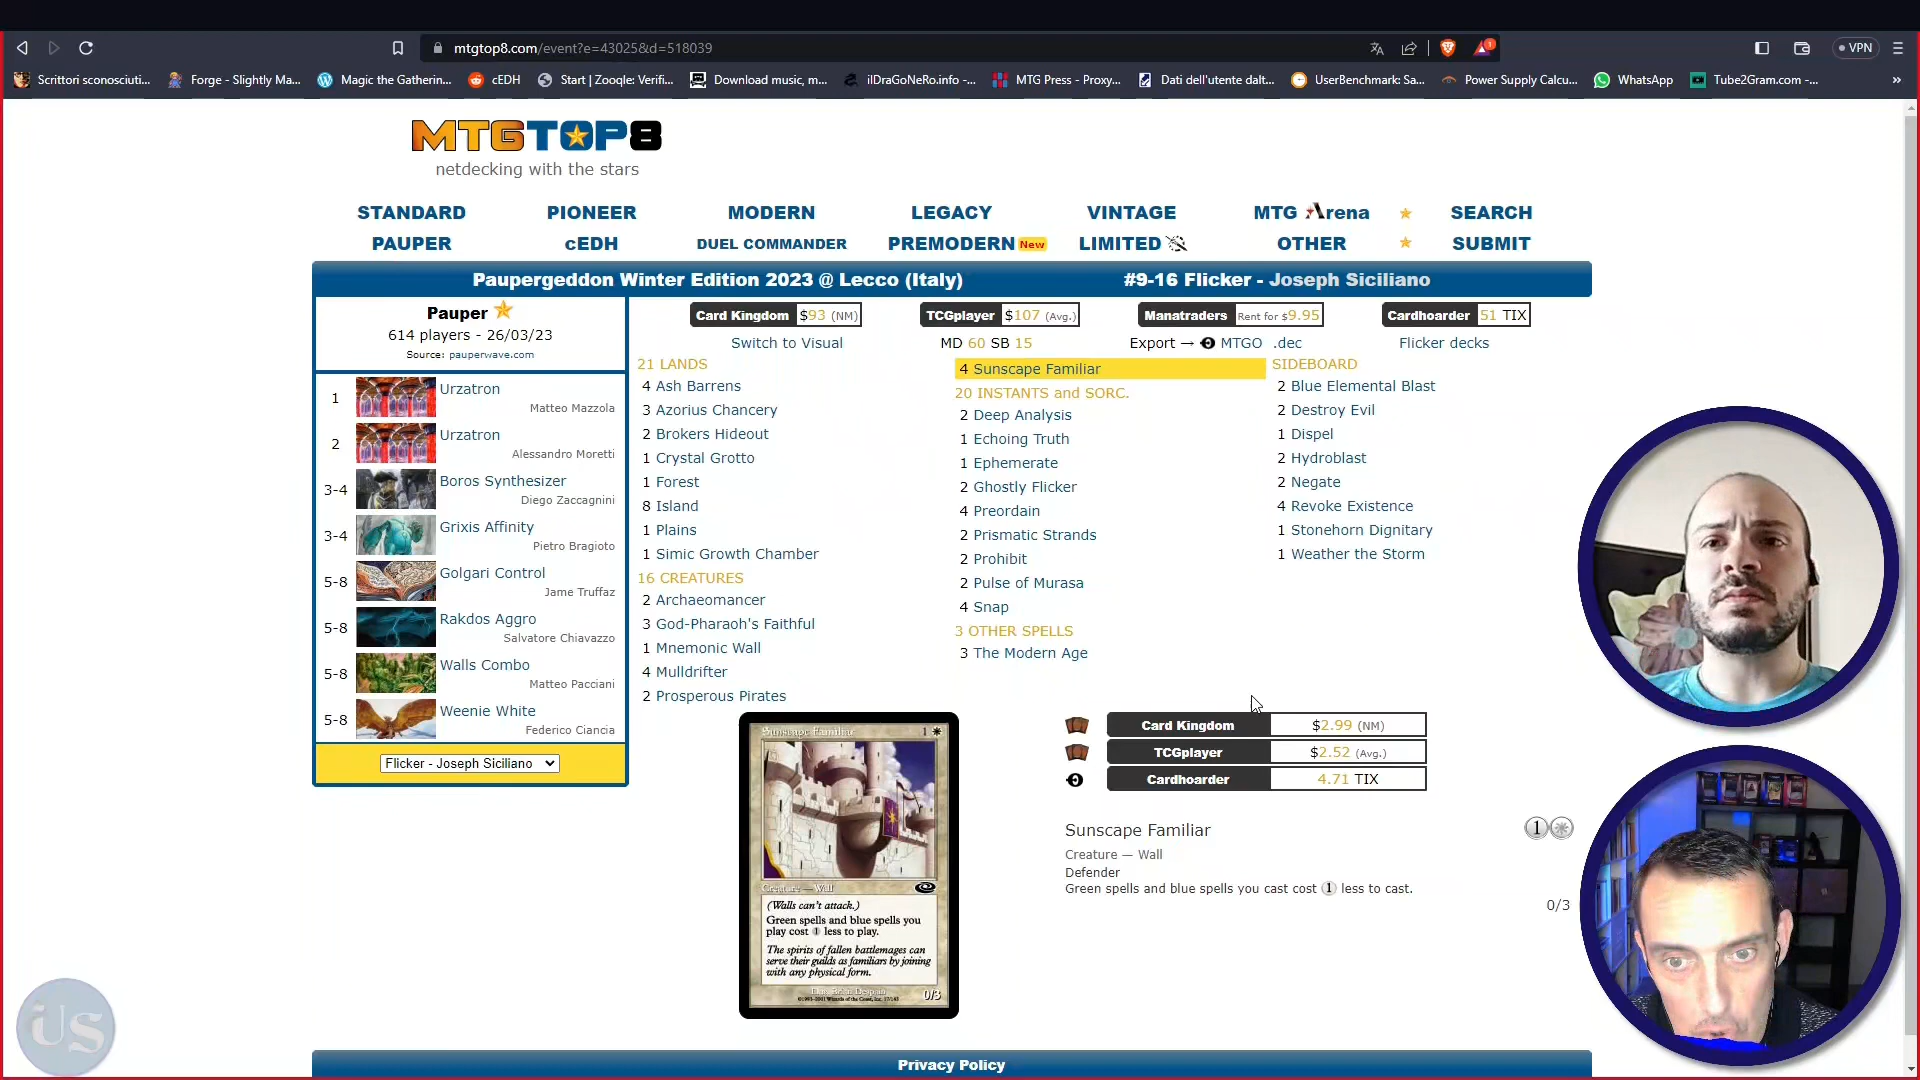 mtgtop8.com/event?e=43025&d=518039
VPN
Scrittori sconosciuti...
Forge - Slightly Ma...
Magic the Gatherin...
cEDH
Start | Zooqle: Verifi...
Download music, m...
ilDraGoNeRo.info -...
MTG Press - Proxy...
Dati dell'utente dalt...
UserBenchmark: Sa...
Power Supply Calcu...
WhatsApp
Tube2Gram.com -...
MTGTOP8
netdecking with the stars
STANDARD PIONEER MODERN LEGACY VINTAGE MTG Arena SEARCH
PAUPER cEDH DUEL COMMANDER PREMODERN New LIMITED OTHER SUBMIT
Paupergeddon Winter Edition 2023 @ Lecco (Italy) #9-16 Flicker - Joseph Siciliano
Pauper
614 players - 26/03/23
Source: pauperwave.com
1 Urzatron
Matteo Mazzola
2 Urzatron
Alessandro Moretti
3-4 Boros Synthesizer
Diego Zaccagnini
3-4 Grixis Affinity
Pietro Bragioto
5-8 Golgari Control
Jame Truffaz
5-8 Rakdos Aggro
Salvatore Chiavazzo
5-8 Walls Combo
Matteo Pacciani
5-8 Weenie White
Federico Ciancia
Flicker - Joseph Siciliano
Card Kingdom $93 (NM) TCGplayer $107 (Avg.) Manatraders Rent for $9.95 Cardhoarder 51 TIX
Switch to Visual MD 60 SB 15 Export → MTGO .dec Flicker decks
21 LANDS
4 Ash Barrens
3 Azorius Chancery
2 Brokers Hideout
1 Crystal Grotto
1 Forest
8 Island
1 Plains
1 Simic Growth Chamber
16 CREATURES
2 Archaeomancer
3 God-Pharaoh's Faithful
1 Mnemonic Wall
4 Mulldrifter
2 Prosperous Pirates
4 Sunscape Familiar
20 INSTANTS and SORC.
2 Deep Analysis
1 Echoing Truth
1 Ephemerate
2 Ghostly Flicker
4 Preordain
2 Prismatic Strands
2 Prohibit
2 Pulse of Murasa
4 Snap
3 OTHER SPELLS
3 The Modern Age
SIDEBOARD
2 Blue Elemental Blast
2 Destroy Evil
1 Dispel
2 Hydroblast
2 Negate
4 Revoke Existence
1 Stonehorn Dignitary
1 Weather the Storm
Sunscape Familiar 1
Creature — Wall
(Walls can't attack.)
Green spells and blue spells you
play cost 1 less to play.
The spirits of fallen battlemages can
serve their guilds as familiars by joining
with any physical form.
0/3
Card Kingdom $2.99 (NM)
TCGplayer $2.52 (Avg.)
Cardhoarder 4.71 TIX
Sunscape Familiar 1
Creature — Wall
Defender
Green spells and blue spells you cast cost 1 less to cast.
0/3
Privacy Policy
US